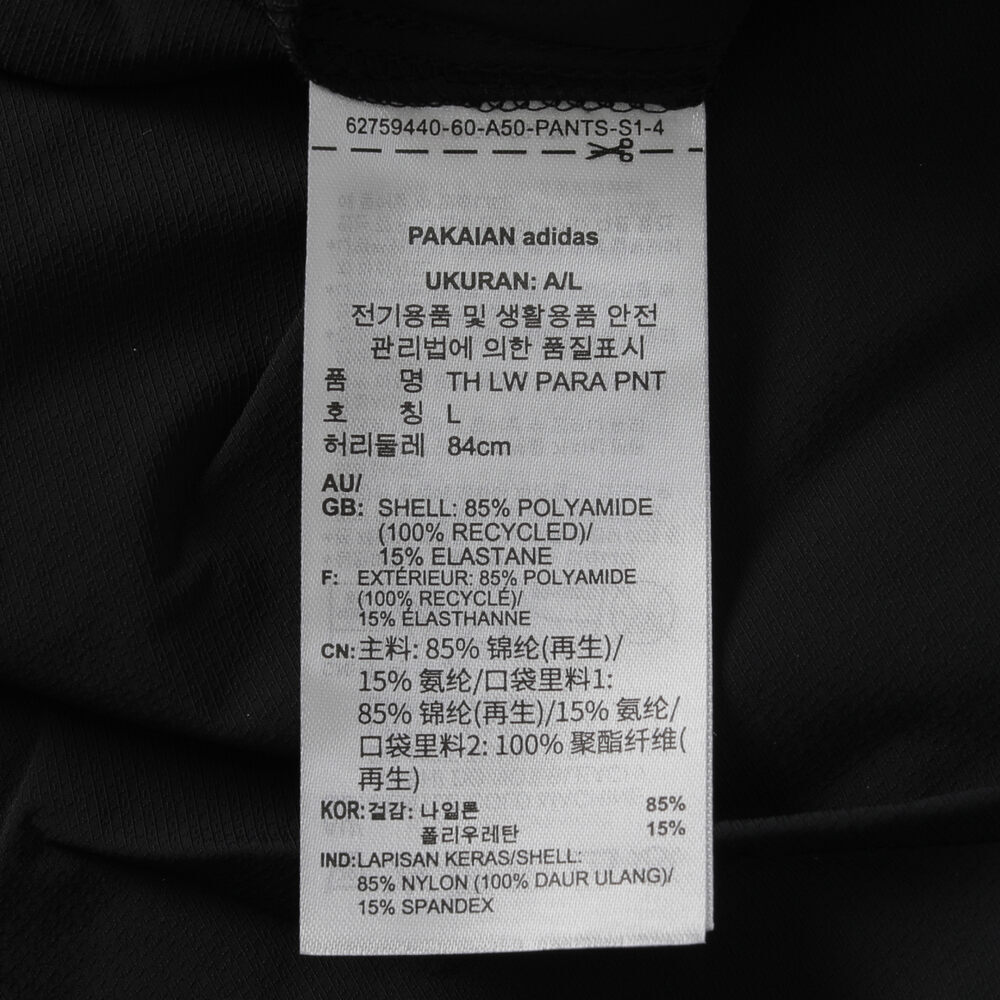 62759440-60-A50-PANTS-S1-4
PAKAIAN adidas
UKURAN: A/L
전기용품 및 생활용품 안전
관리법에 의한 품질표시
품 명 TH LW PARA PNT
호 칭 L
허리둘레 84cm
AU/
GB: SHELL: 85% POLYAMIDE
(100% RECYCLED)/
15% ELASTANE
F: EXTÉRIEUR: 85% POLYAMIDE
(100% RECYCLÉ)/
15% ÉLASTHANNE
CN: 主料: 85% 锦纶(再生)/
15% 氨纶/口袋里料1:
85% 锦纶(再生)/15% 氨纶/
口袋里料2: 100% 聚酯纤维(
再生)
KOR: 겉감: 나일론 85%
폴리우레탄 15%
IND: LAPISAN KERAS/SHELL:
85% NYLON (100% DAUR ULANG)/
15% SPANDEX